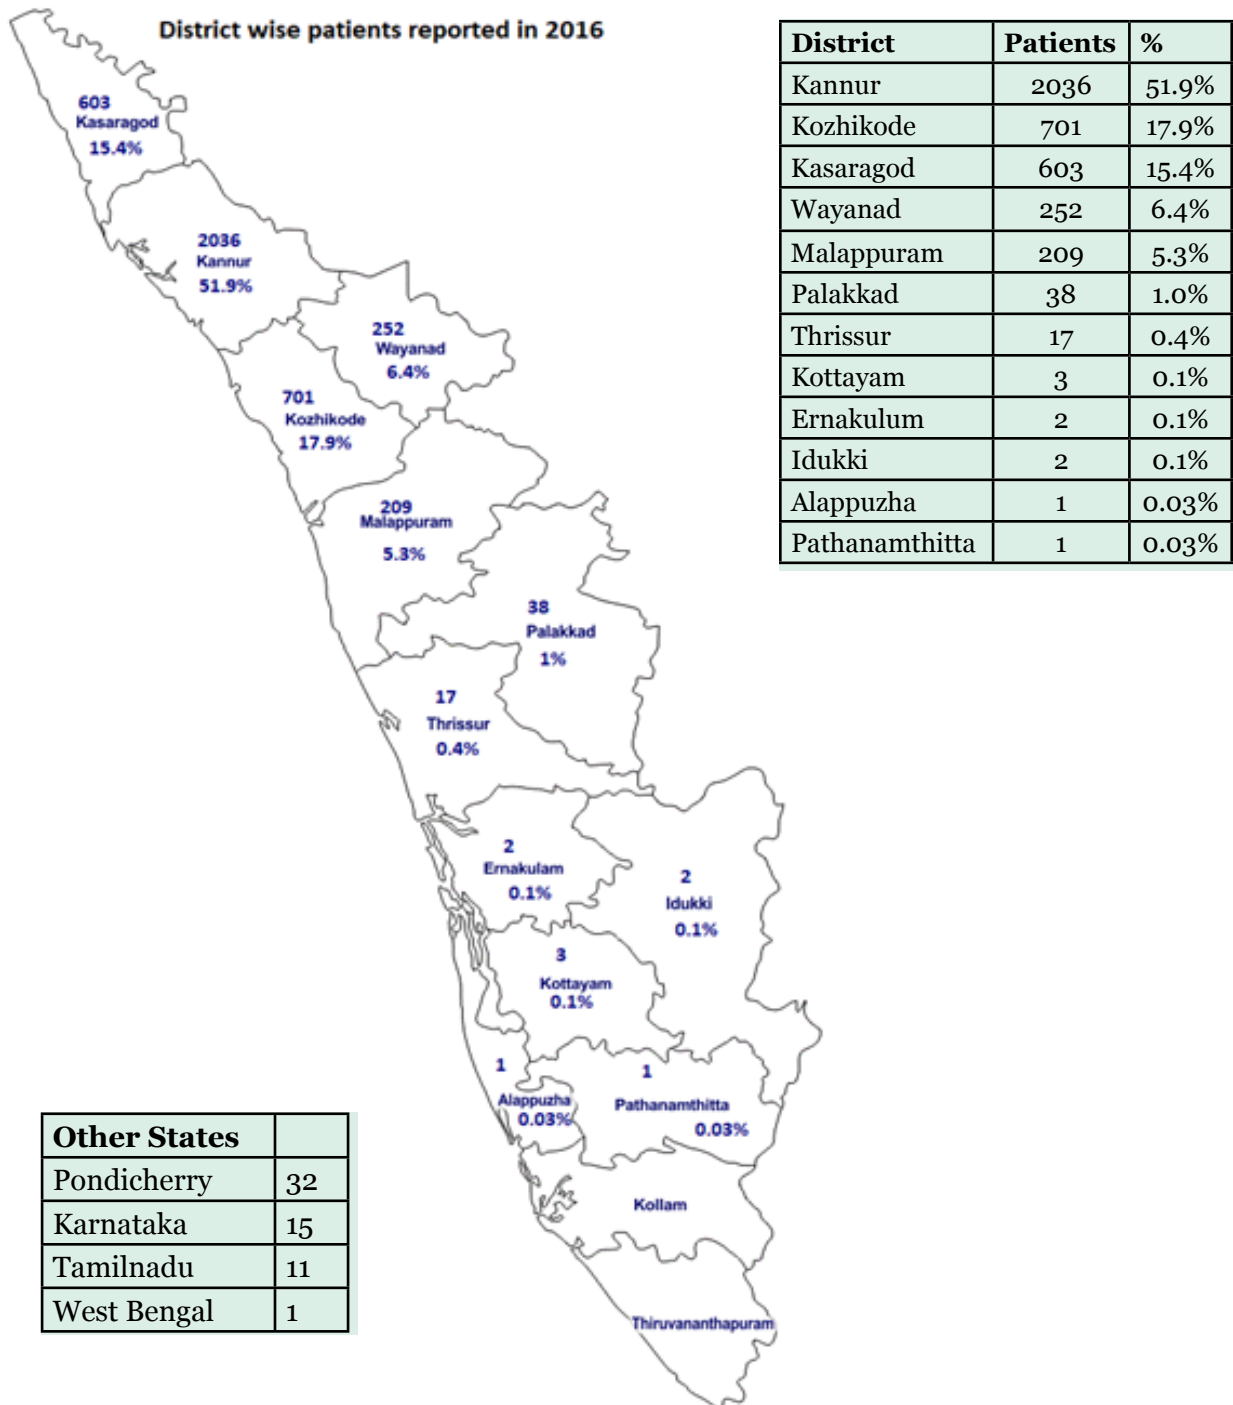 District wise patients reported in 2016
District Patients %
Kannur 2036 51.9%
Kozhikode 701 17.9%
Kasaragod 603 15.4%
Wayanad 252 6.4%
Malappuram 209 5.3%
Palakkad 38 1.0%
Thrissur 17 0.4%
Kottayam 3 0.1%
Ernakulum 2 0.1%
Idukki 2 0.1%
Alappuzha 1 0.03%
Pathanamthitta 1 0.03%
603
Kasaragod
15.4%
2036
Kannur
51.9%
252
Wayanad
6.4%
701
Kozhikode
17.9%
209
Malappuram
5.3%
38
Palakkad
1%
17
Thrissur
0.4%
2
Ernakulam
0.1%
2
Idukki
0.1%
3
Kottayam
0.1%
1
Alappuzha
0.03%
1
Pathanamthitta
0.03%
Kollam
Thiruvananthapuram
Other States
Pondicherry 32
Karnataka 15
Tamilnadu 11
West Bengal 1